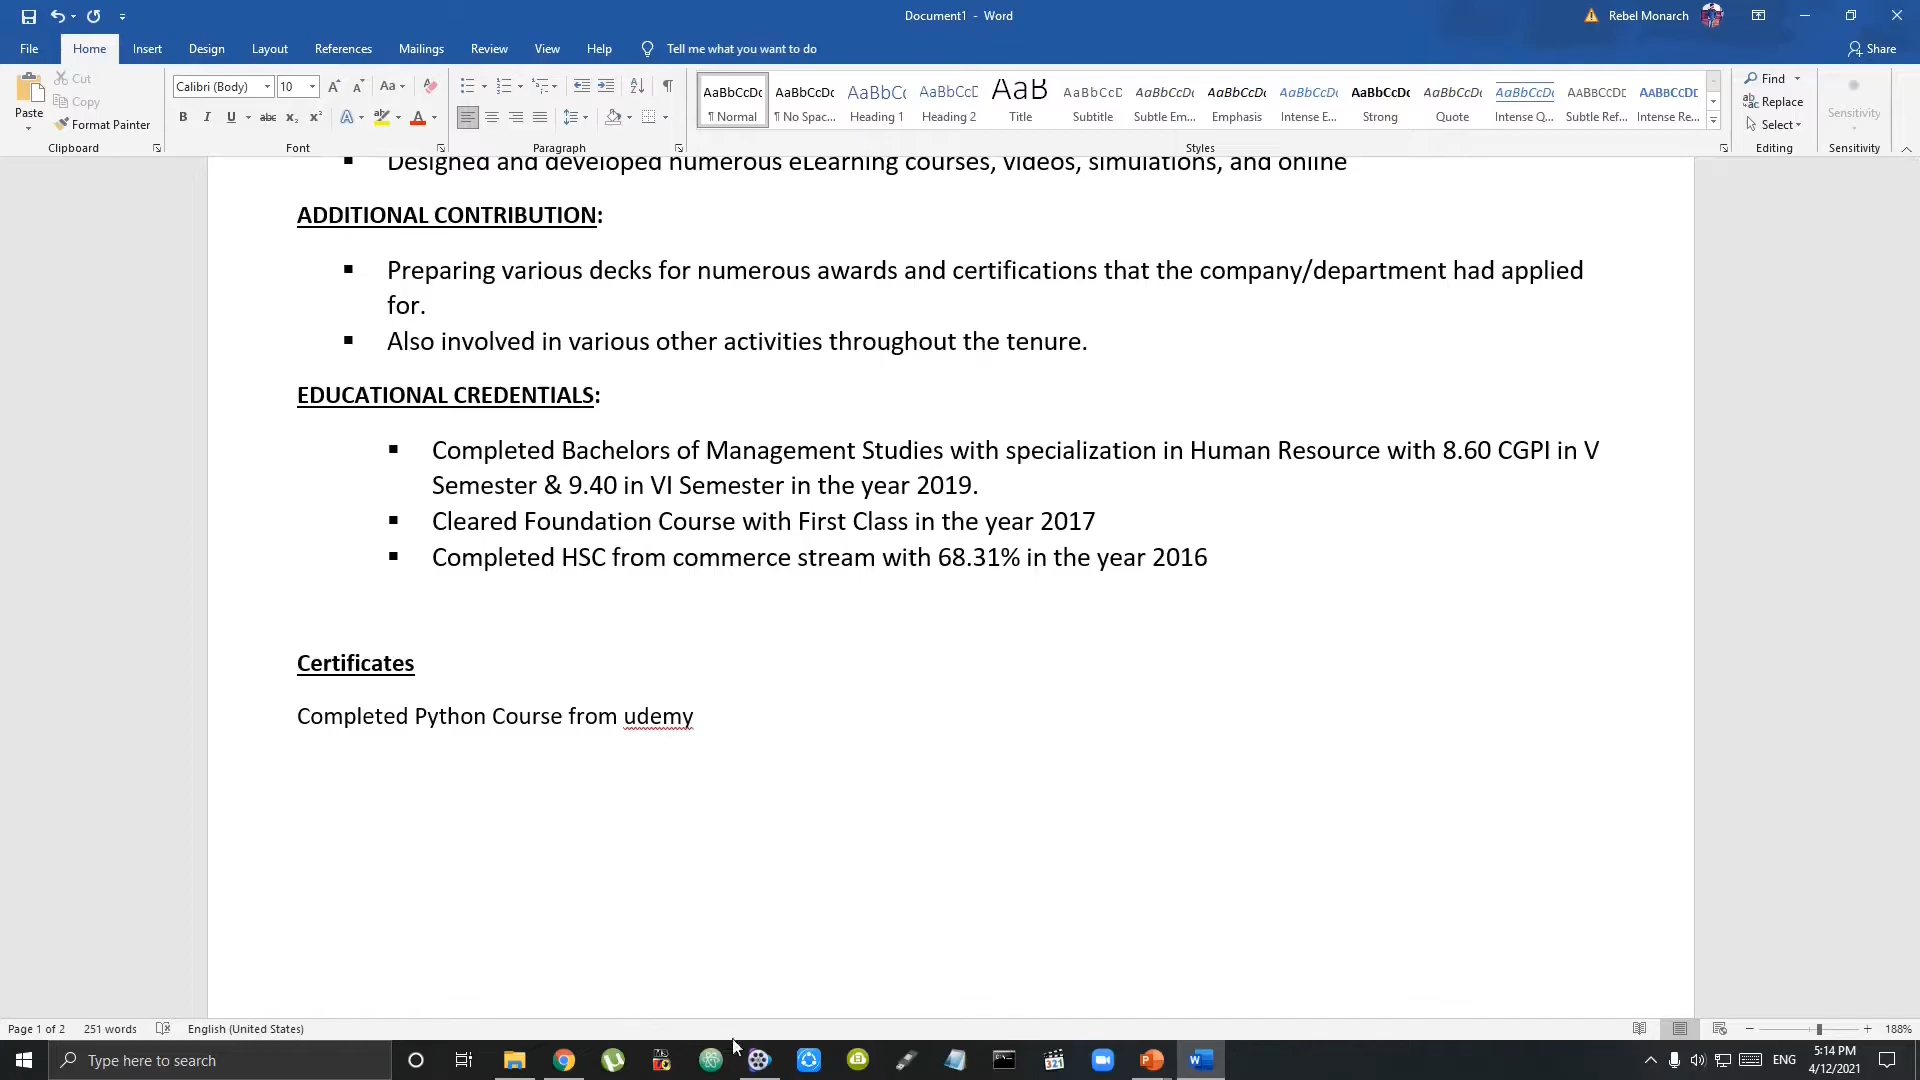 Document1 - Word
Rebel Monarch
File Home Insert Design Layout References Mailings Review View Help Tell me what you want to do Share
Paste
Cut
Copy
Format Painter
Clipboard
Calibri (Body) 10
Font
Paragraph
AaBbCcDc AaBbCcDc AaBbCc AaBbCcC AaB AaBbCcC AaBbCcDc AaBbCcDc AaBbCcDc AaBbCcDc AaBbCcDc AaBbCcDc AABBCCDE AABBCCDE
¶ Normal ¶ No Spac... Heading 1 Heading 2 Title Subtitle Subtle Em... Emphasis Intense E... Strong Quote Intense Q... Subtle Ref... Intense Re...
Styles
Find
Replace
Select
Editing
Sensitivity
Sensitivity
▪ Designed and developed numerous eLearning courses, videos, simulations, and online
ADDITIONAL CONTRIBUTION:
▪ Preparing various decks for numerous awards and certifications that the company/department had applied
for.
▪ Also involved in various other activities throughout the tenure.
EDUCATIONAL CREDENTIALS:
▪ Completed Bachelors of Management Studies with specialization in Human Resource with 8.60 CGPI in V
Semester & 9.40 in VI Semester in the year 2019.
▪ Cleared Foundation Course with First Class in the year 2017
▪ Completed HSC from commerce stream with 68.31% in the year 2016
Certificates
Completed Python Course from udemy
Page 1 of 2 251 words English (United States) 188%
Type here to search
ENG
5:14 PM
4/12/2021